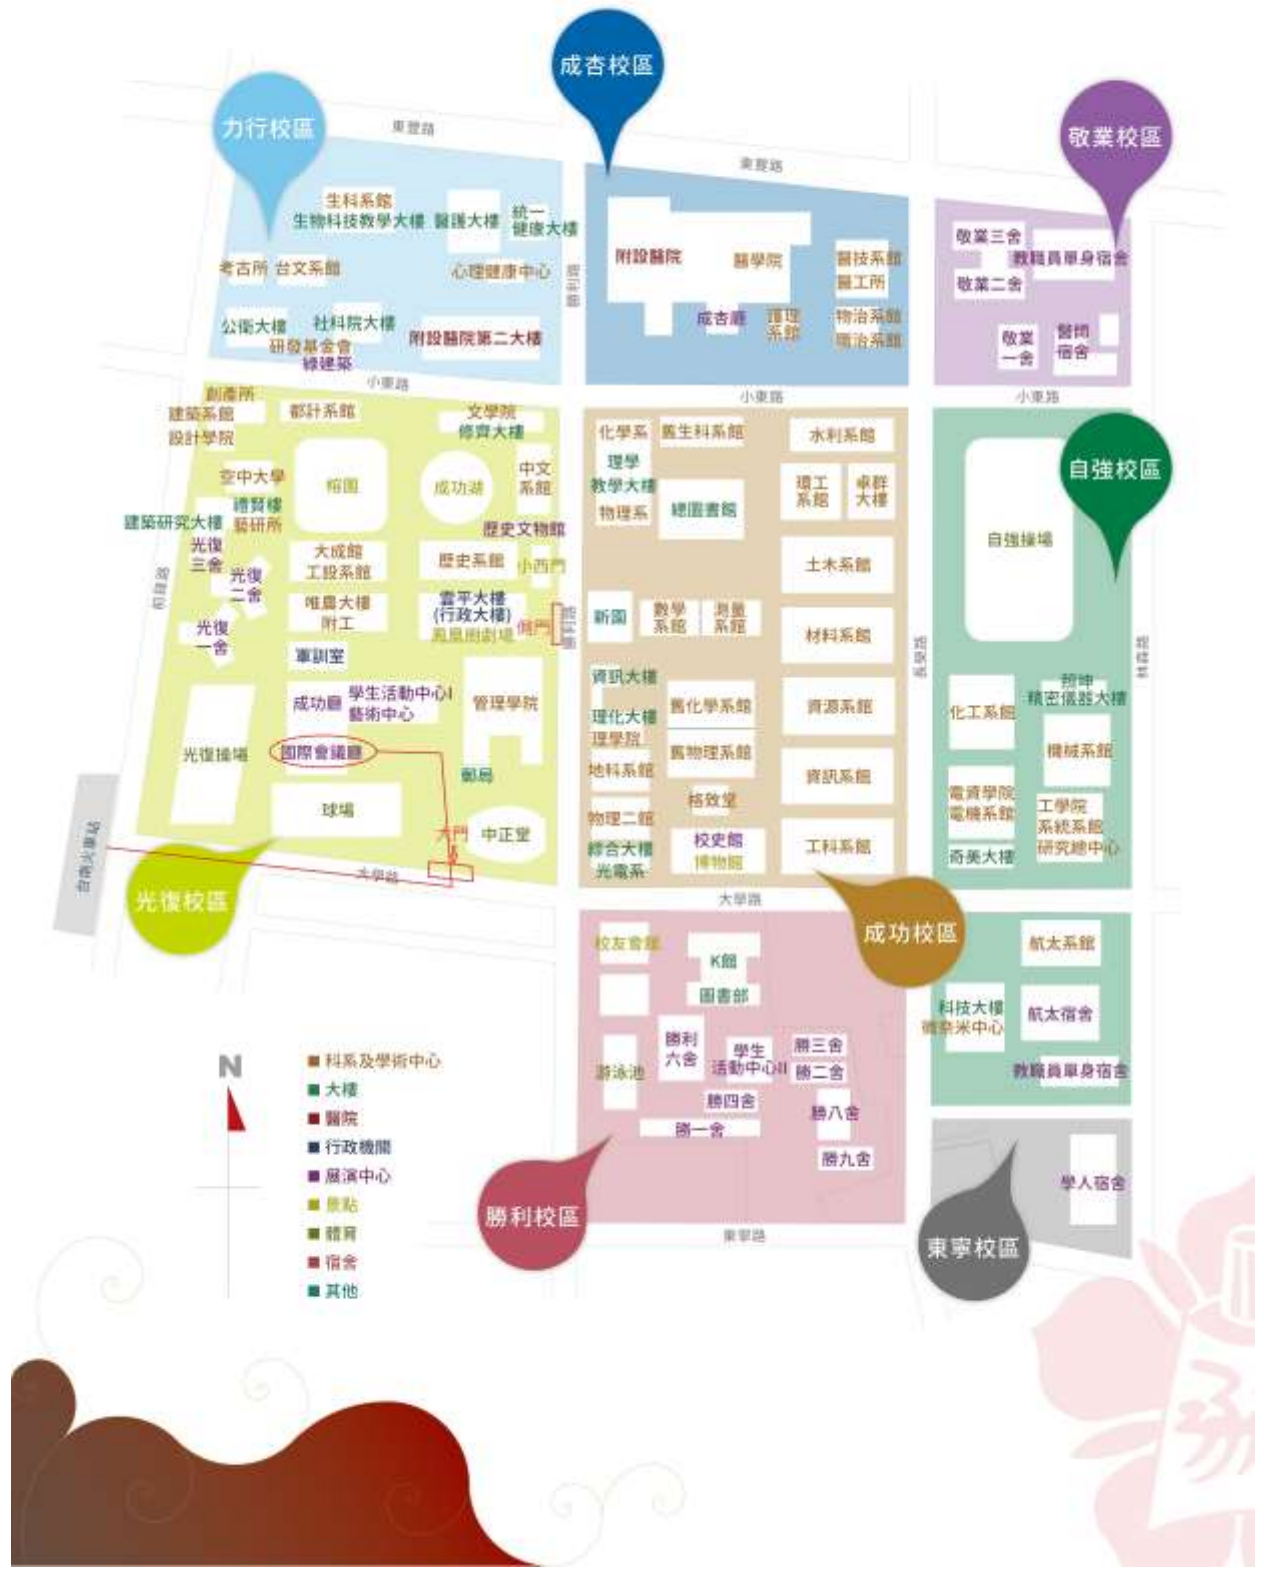 成杏校區
力行校區
敬業校區
東豐路
東豐路
生科系館
生物科技教學大樓
醫護大樓
統一
健康大樓
考古所
台文系館
心理健康中心
公衛大樓
社科院大樓
研發基金會
綠建築
附設醫院第二大樓
勝利路
附設醫院
醫學院
醫技系館
醫工所
成杏廳
護理
系館
物治系館
職治系館
敬業三舍
教職員單身宿舍
敬業二舍
敬業
一舍
宿舍
小東路
小東路
小東路
創產所
建築系館
設計學院
都計系館
文學院
修齊大樓
空中大學
榕園
成功湖
中文
系館
禮賢樓
藝研所
建築研究大樓
歷史文物館
光復
三舍
光復
二舍
大成館
工設系館
歷史系館
小西門
唯農大樓
附工
雲平大樓
(行政大樓)
鳳凰樹劇場
側門
勝利路
光復
一舍
軍訓室
成功廳
學生活動中心I
藝術中心
管理學院
光復操場
國際會議廳
郵局
球場
大門
中正堂
台南火車站
大學路
光復校區
化學系
舊生科系館
水利系館
理學
教學大樓
物理系
總圖書館
環工
系館
卓群
大樓
土木系館
新園
數學
系館
測量
系館
材料系館
資訊大樓
理化大樓
理學院
舊化學系館
資源系館
地科系館
舊物理系館
資訊系館
格致堂
物理二館
綜合大樓
光電系
校史館
博物館
工科系館
大學路
成功校區
長榮路
自強校區
自強操場
林森路
精密儀器大樓
化工系館
機械系館
電資學院
電機系館
工學院
系統系館
研究總中心
奇美大樓
校友會館
K館
圖書部
游泳池
勝利
六舍
學生
活動中心II
勝三舍
勝二舍
勝四舍
勝一舍
勝八舍
勝九舍
勝利校區
東寧路
航太系館
科技大樓
微奈米中心
航太宿舍
教職員單身宿舍
學人宿舍
東寧校區
N
科系及學術中心
大樓
醫院
行政機關
展演中心
景點
體育
宿舍
其他